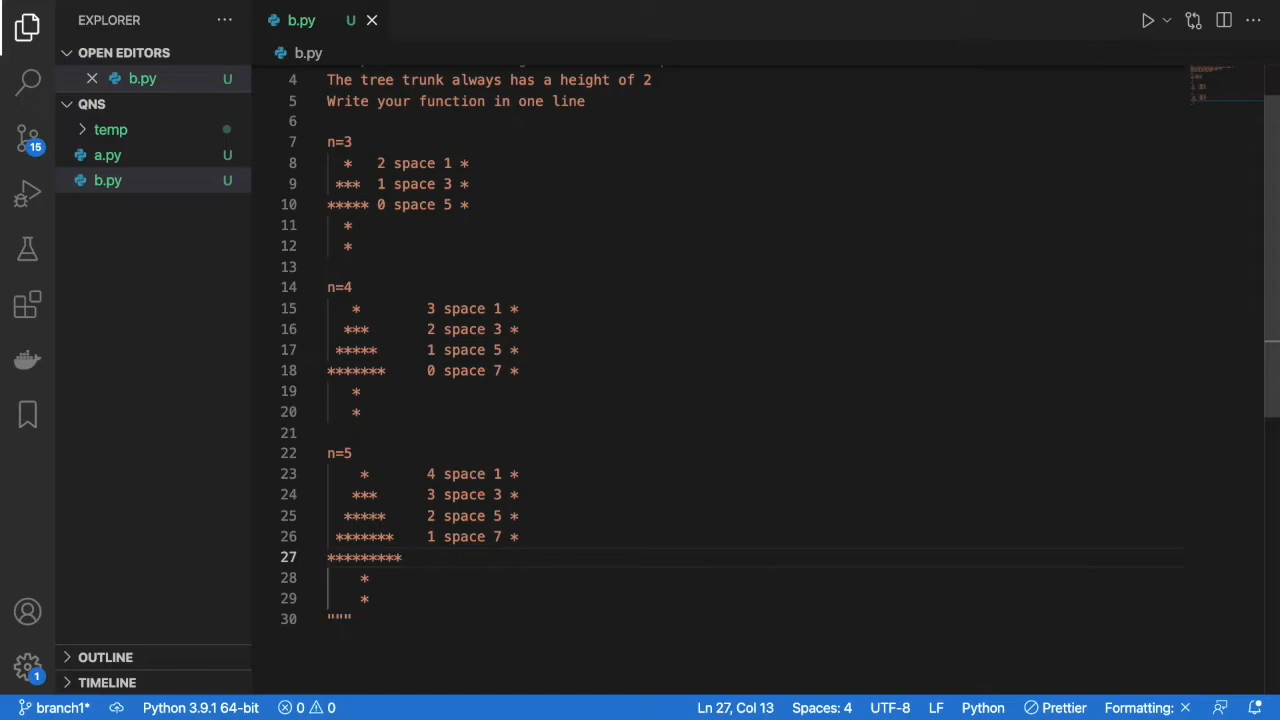 EXPLORER
OPEN EDITORS
b.py U
QNS
temp
a.py U
b.py U
OUTLINE
TIMELINE
15
1
b.py U
b.py
4 The tree trunk always has a height of 2
5 Write your function in one line
6
7 n=3
8   *   2 space 1 *
9  ***  1 space 3 *
10 ***** 0 space 5 *
11   *
12   *
13
14 n=4
15    *        3 space 1 *
16   ***       2 space 3 *
17  *****      1 space 5 *
18 *******     0 space 7 *
19    *
20    *
21
22 n=5
23     *       4 space 1 *
24    ***      3 space 3 *
25   *****     2 space 5 *
26  *******    1 space 7 *
27 *********
28     *
29     *
30 """
branch1* Python 3.9.1 64-bit 0 0 Ln 27, Col 13 Spaces: 4 UTF-8 LF Python Prettier Formatting: ×